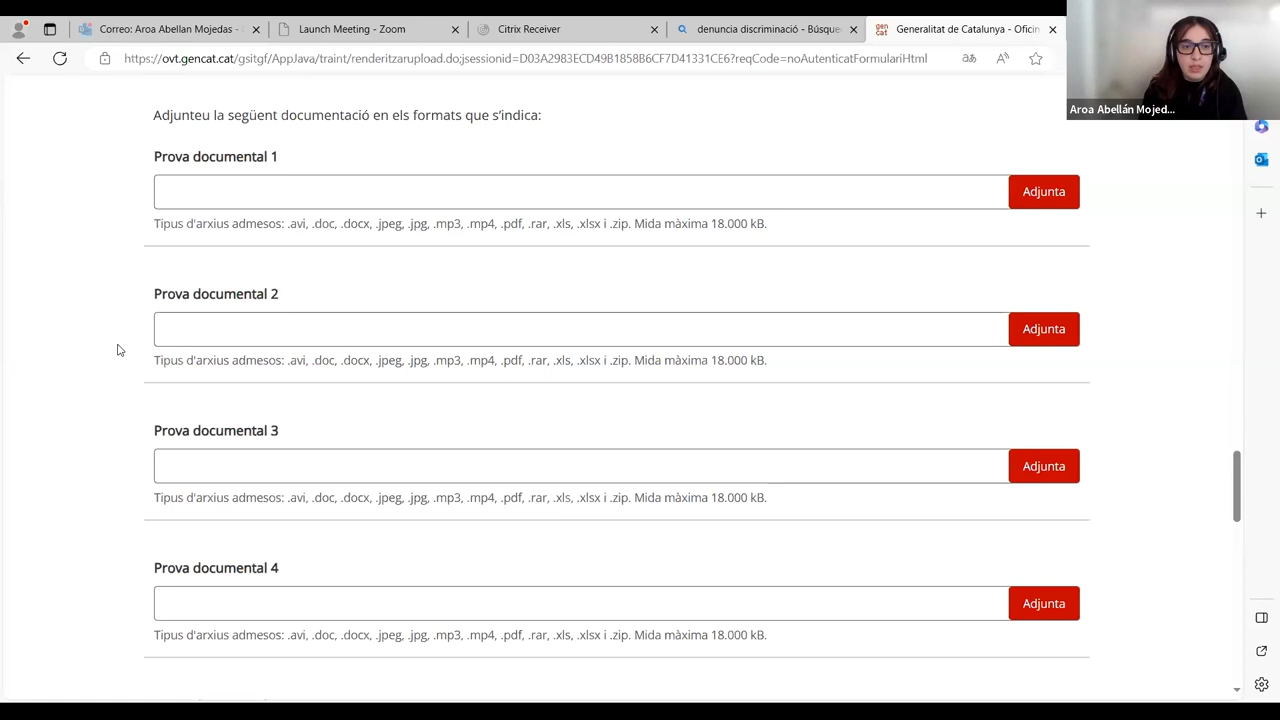 Correo: Aroa Abellan Mojedas -
Launch Meeting - Zoom
Citrix Receiver
denuncia discriminació - Búsque
gen
cat
Generalitat de Catalunya - Oficin
https://ovt.gencat.cat/gsitgf/AppJava/traint/renderitzarupload.do;jsessionid=D03A2983ECD49B1858B6CF7D41331CE6?reqCode=noAutenticatFormulariHtml
Aroa Abellán Mojed...
Adjunteu la següent documentació en els formats que s'indica:
Prova documental 1
Adjunta
Tipus d'arxius admesos: .avi, .doc, .docx, .jpeg, .jpg, .mp3, .mp4, .pdf, .rar, .xls, .xlsx i .zip. Mida màxima 18.000 kB.
Prova documental 2
Adjunta
Tipus d'arxius admesos: .avi, .doc, .docx, .jpeg, .jpg, .mp3, .mp4, .pdf, .rar, .xls, .xlsx i .zip. Mida màxima 18.000 kB.
Prova documental 3
Adjunta
Tipus d'arxius admesos: .avi, .doc, .docx, .jpeg, .jpg, .mp3, .mp4, .pdf, .rar, .xls, .xlsx i .zip. Mida màxima 18.000 kB.
Prova documental 4
Adjunta
Tipus d'arxius admesos: .avi, .doc, .docx, .jpeg, .jpg, .mp3, .mp4, .pdf, .rar, .xls, .xlsx i .zip. Mida màxima 18.000 kB.